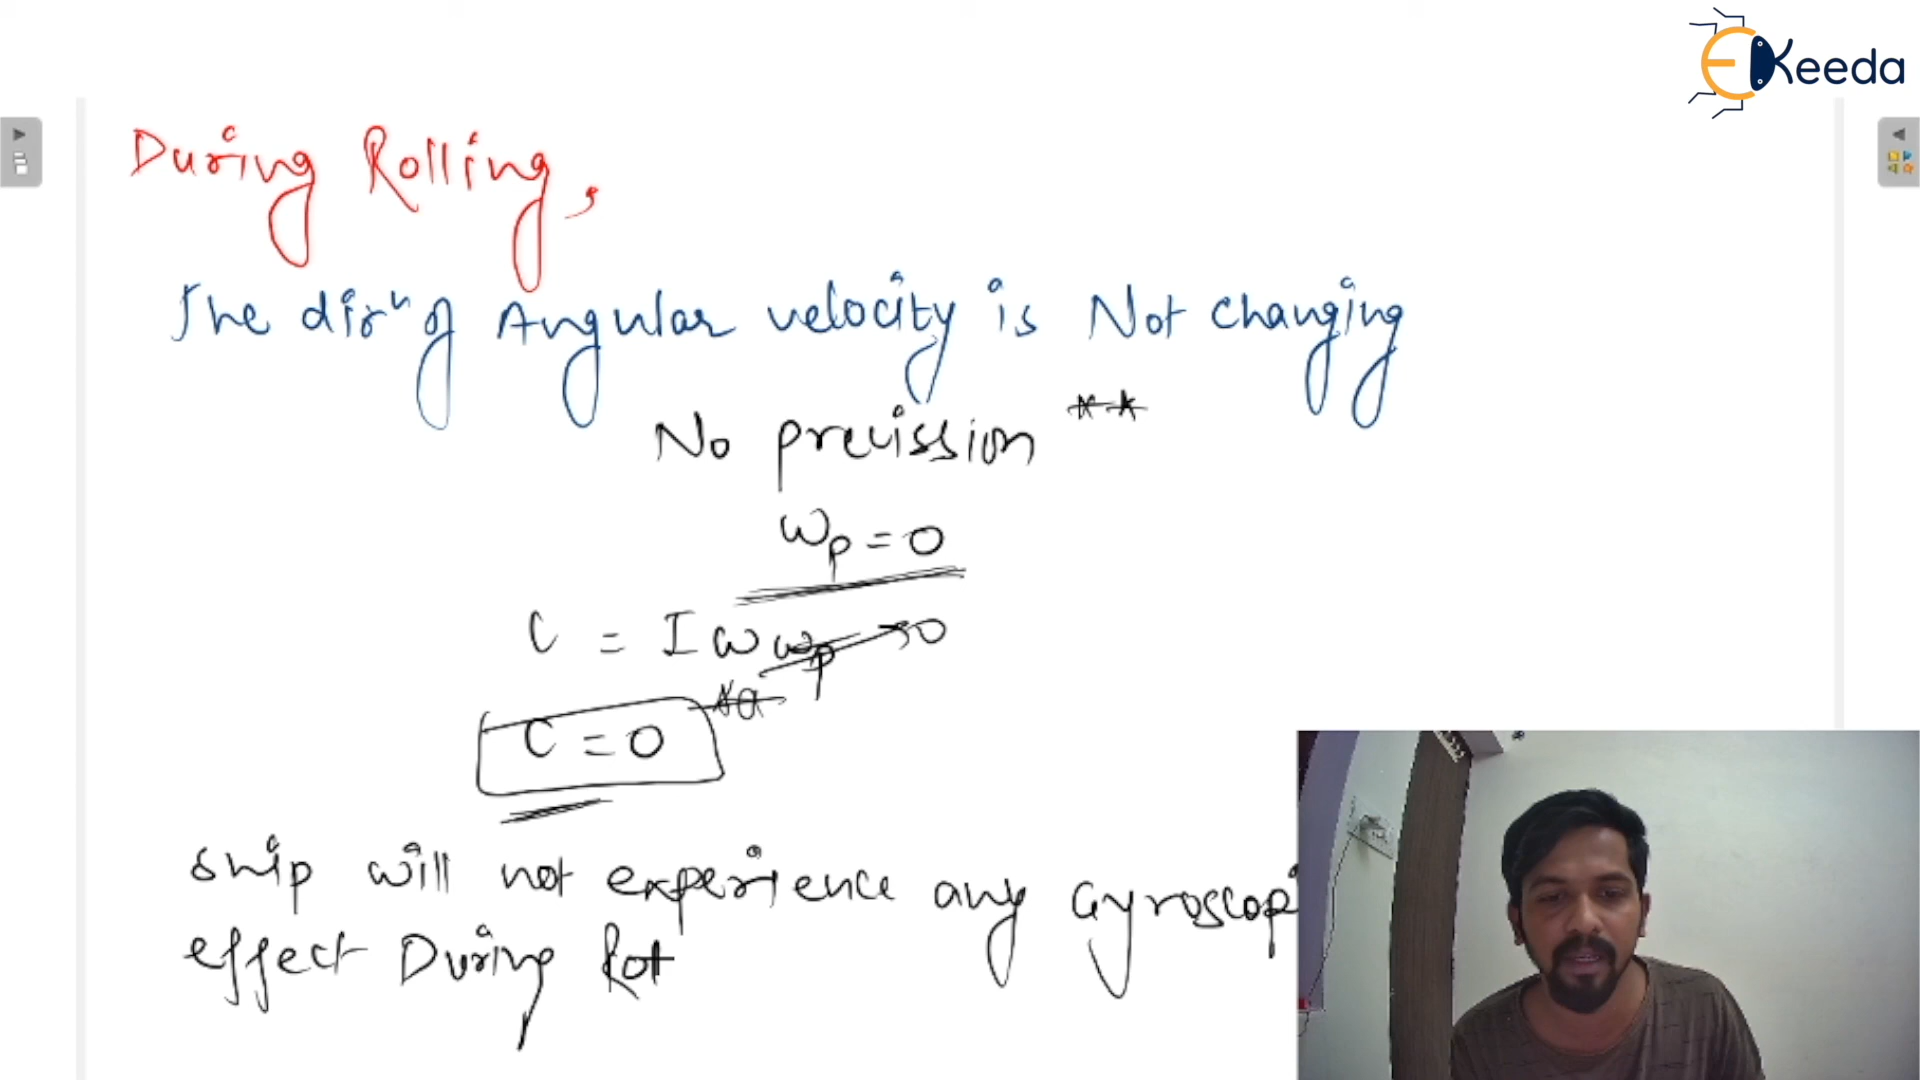 EKeeda
During Rolling,
The dirⁿ of Angular velocity is Not changing
No precission **
ωp = 0
C = I ω ωp → 0
C = 0
Ship will not experience any Gyroscopi
effect During Rot